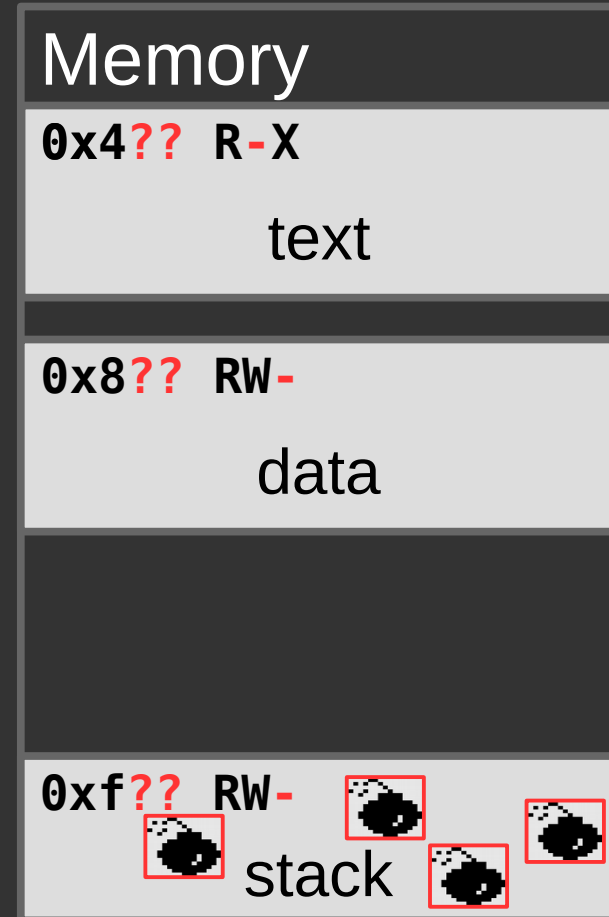 Memory
0x4?? R-X
text
0x8?? RW-
data
0xf?? RW-
stack